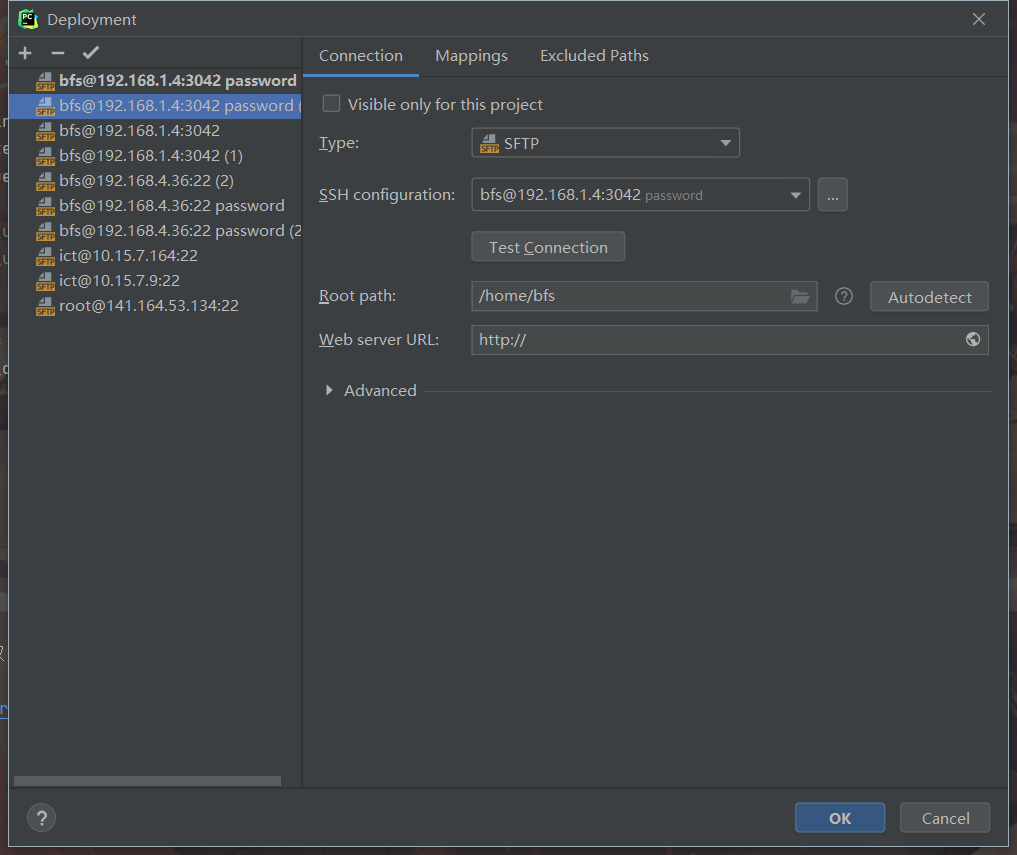 Deployment
Connection Mappings Excluded Paths
bfs@192.168.1.4:3042 password
bfs@192.168.1.4:3042 password (
bfs@192.168.1.4:3042
bfs@192.168.1.4:3042 (1)
bfs@192.168.4.36:22 (2)
bfs@192.168.4.36:22 password
bfs@192.168.4.36:22 password (2
ict@10.15.7.164:22
ict@10.15.7.9:22
root@141.164.53.134:22
Visible only for this project
Type: SFTP
SSH configuration: bfs@192.168.1.4:3042 password ...
Test Connection
Root path: /home/bfs ? Autodetect
Web server URL: http://
Advanced
? OK Cancel